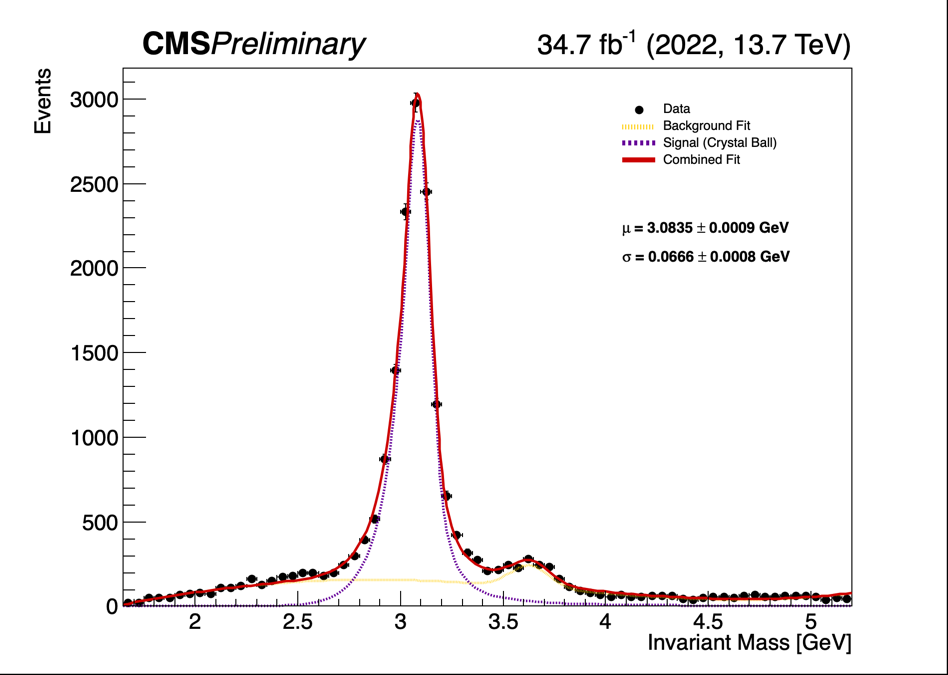 CMSPreliminary
34.7 fb-1 (2022, 13.7 TeV)
Events
3000
2500
2000
1500
1000
500
0
Data
Background Fit
Signal (Crystal Ball)
Combined Fit
μ = 3.0835 ± 0.0009 GeV
σ = 0.0666 ± 0.0008 GeV
2 2.5 3 3.5 4 4.5 5
Invariant Mass [GeV]